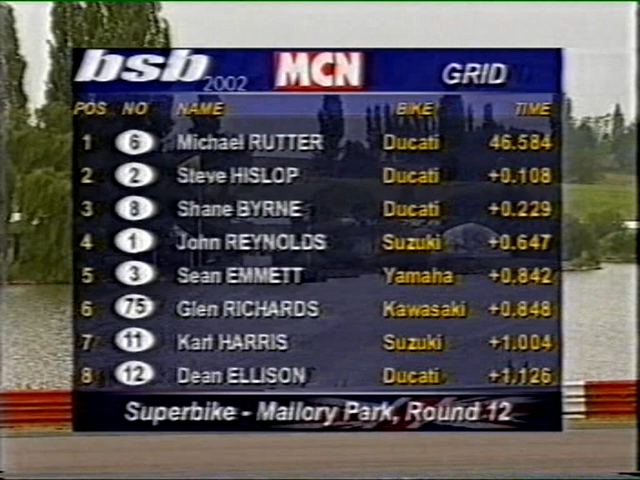 bsb 2002 MCN GRID
POS NO NAME BIKE TIME
1 6 Michael RUTTER Ducati 46.584
2 2 Steve HISLOP Ducati +0.108
3 8 Shane BYRNE Ducati +0.229
4 1 John REYNOLDS Suzuki +0.647
5 3 Sean EMMETT Yamaha +0.842
6 75 Glen RICHARDS Kawasaki +0.848
7 11 Karl HARRIS Suzuki +1.004
8 12 Dean ELLISON Ducati +1.126
Superbike - Mallory Park, Round 12